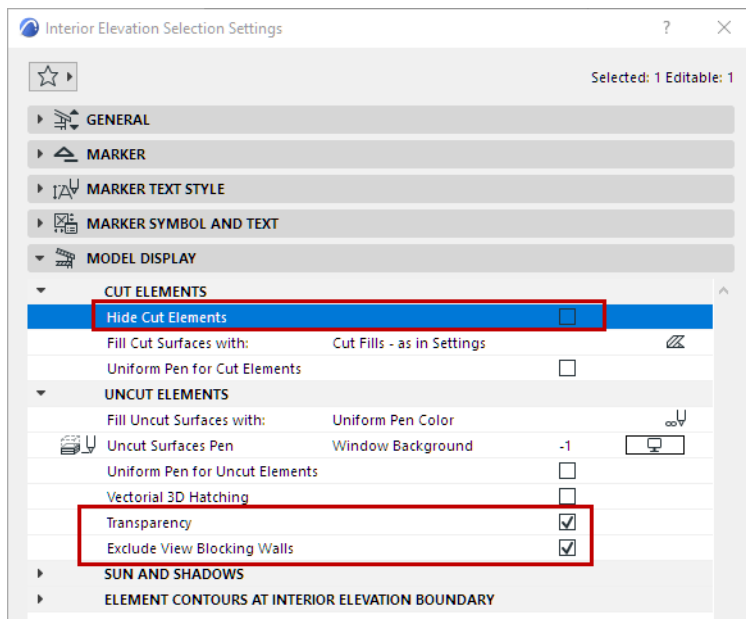 Interior Elevation Selection Settings ?
Selected: 1 Editable: 1
GENERAL
MARKER
MARKER TEXT STYLE
MARKER SYMBOL AND TEXT
MODEL DISPLAY
CUT ELEMENTS
Hide Cut Elements
Fill Cut Surfaces with: Cut Fills - as in Settings
Uniform Pen for Cut Elements
UNCUT ELEMENTS
Fill Uncut Surfaces with: Uniform Pen Color
Uncut Surfaces Pen Window Background -1
Uniform Pen for Uncut Elements
Vectorial 3D Hatching
Transparency
Exclude View Blocking Walls
SUN AND SHADOWS
ELEMENT CONTOURS AT INTERIOR ELEVATION BOUNDARY